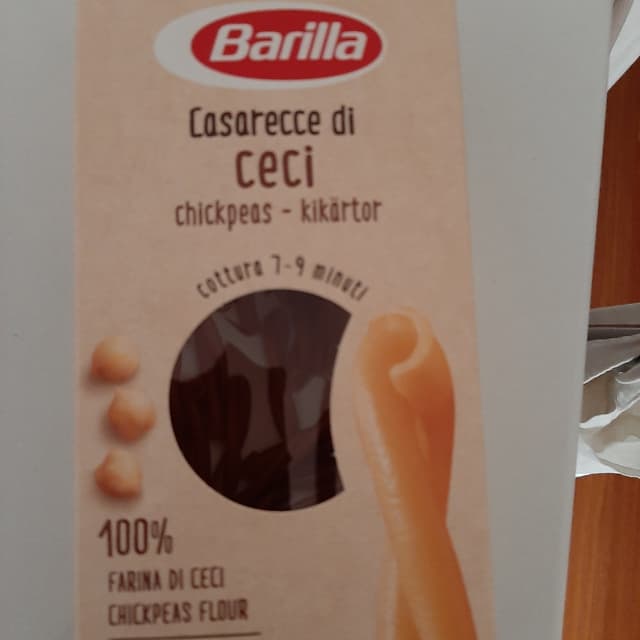 Barilla
Casarecce di
ceci
chickpeas - kikärtor
cottura 7-9 minuti
100%
FARINA DI CECI
CHICKPEAS FLOUR